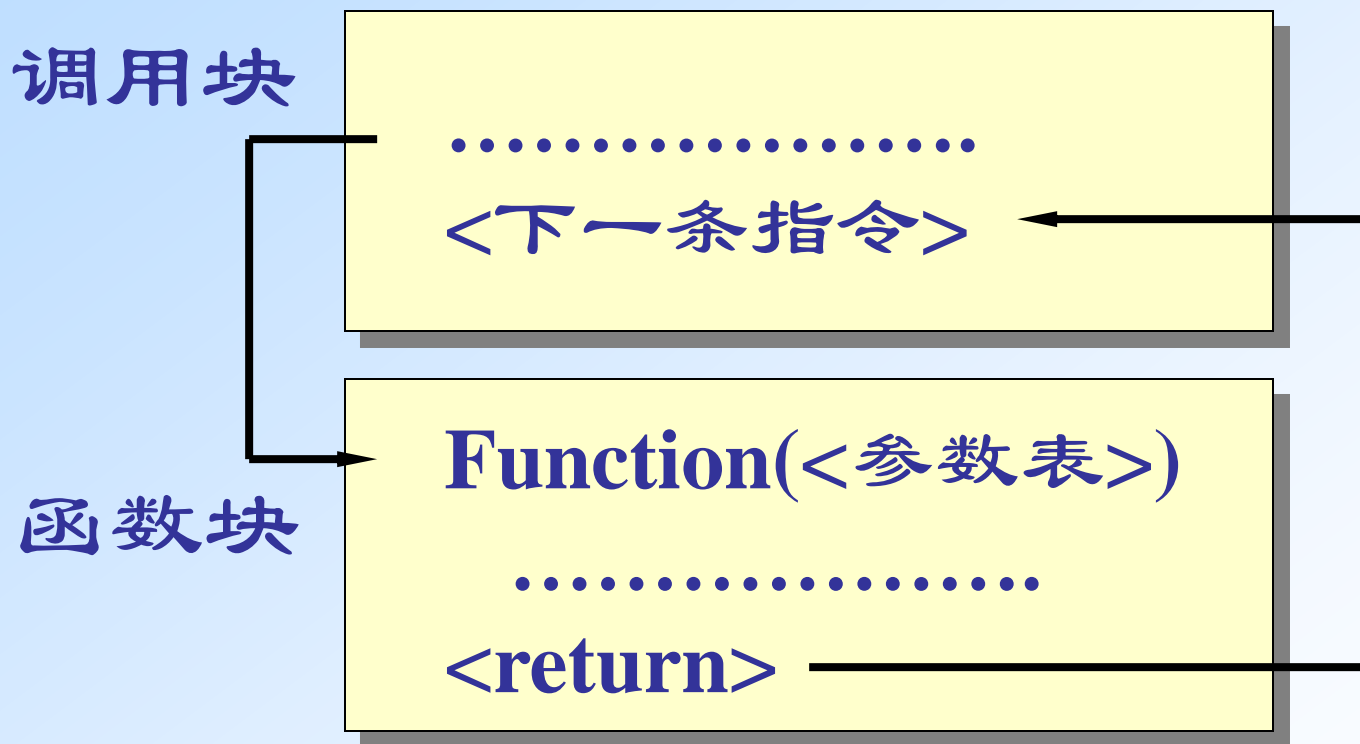 调用块
...................
<下一条指令>
Function(<参数表>)
函数块
...................
<return>